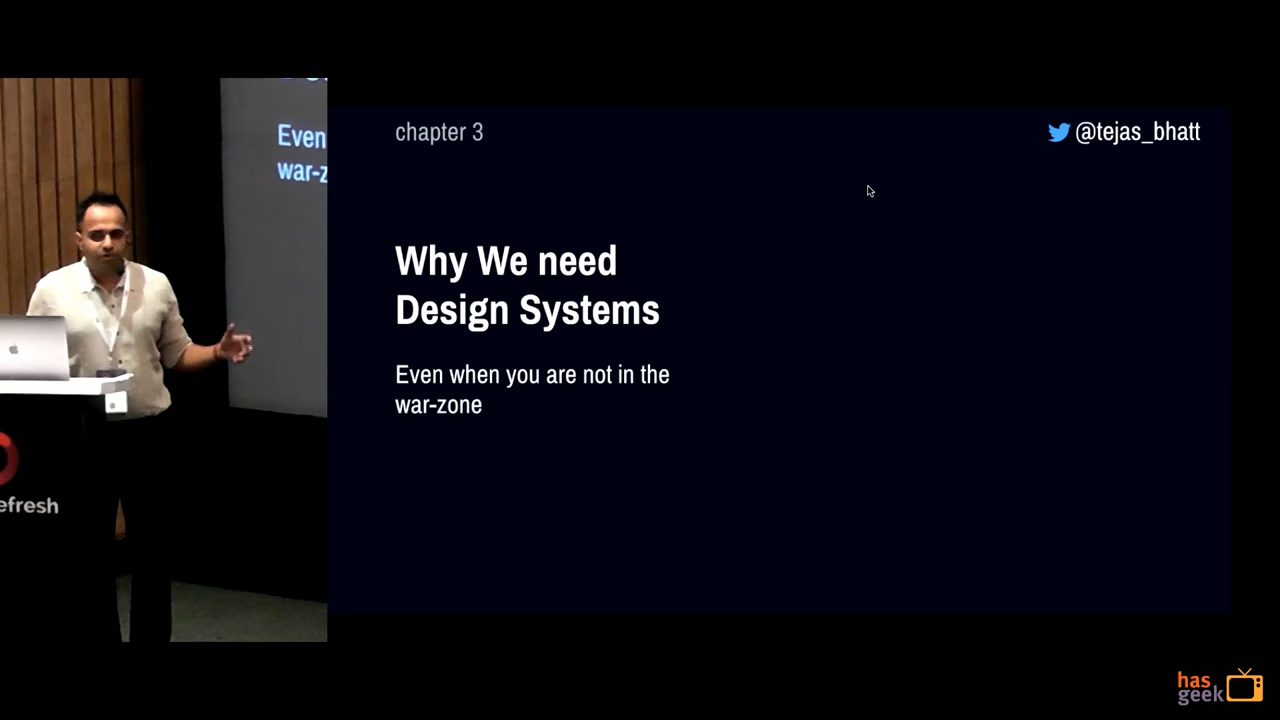 Even
war-z
efresh
chapter 3
@tejas_bhatt
Why We need
Design Systems
Even when you are not in the
war-zone
has
geek